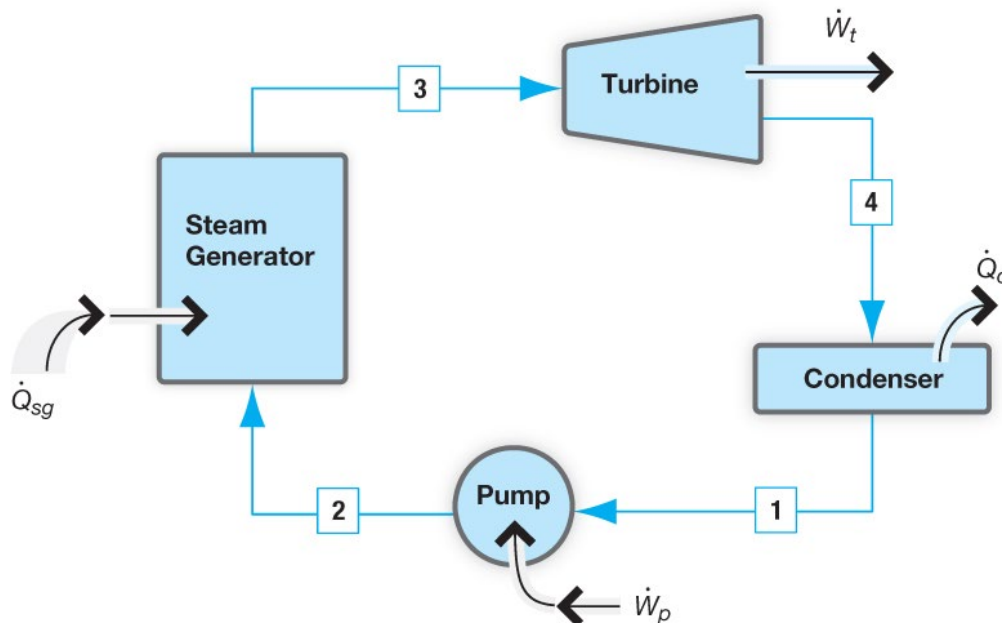 Ẇt
3
Turbine
4
Steam
Generator
Q̇c
Condenser
Q̇sg
Pump
2
1
Ẇp